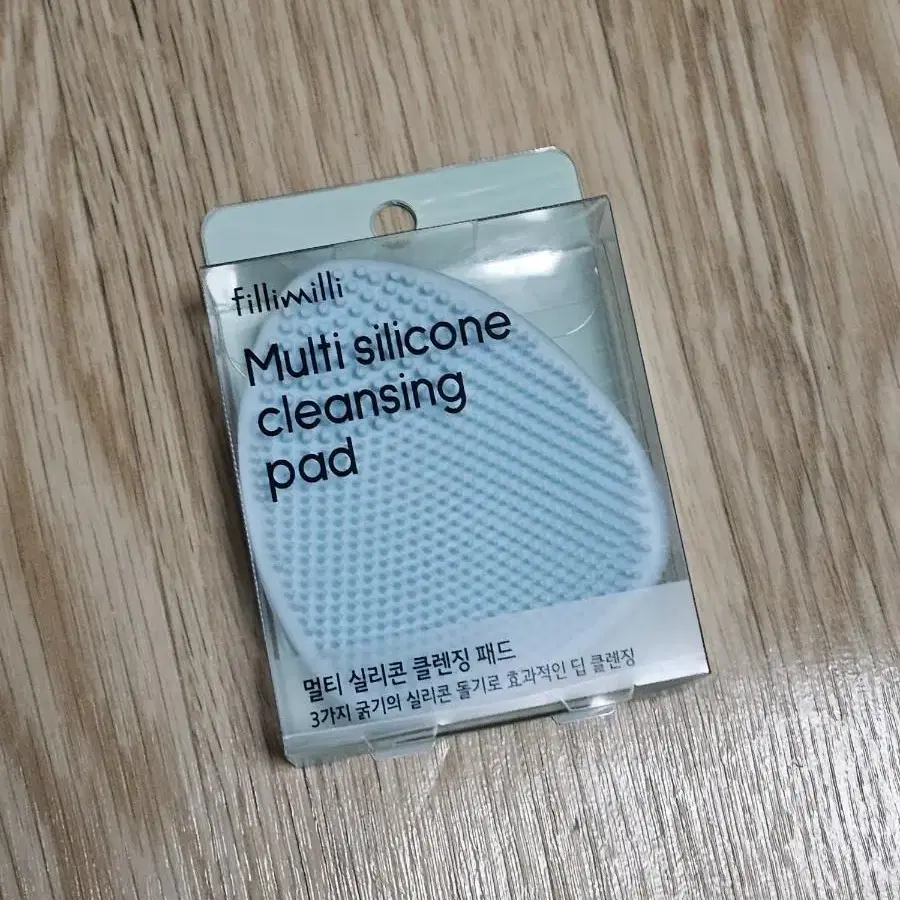 fillimilli
Multi silicone
cleansing
pad
멀티 실리콘 클렌징 패드
3가지 굵기의 실리콘 돌기로 효과적인 딥 클렌징